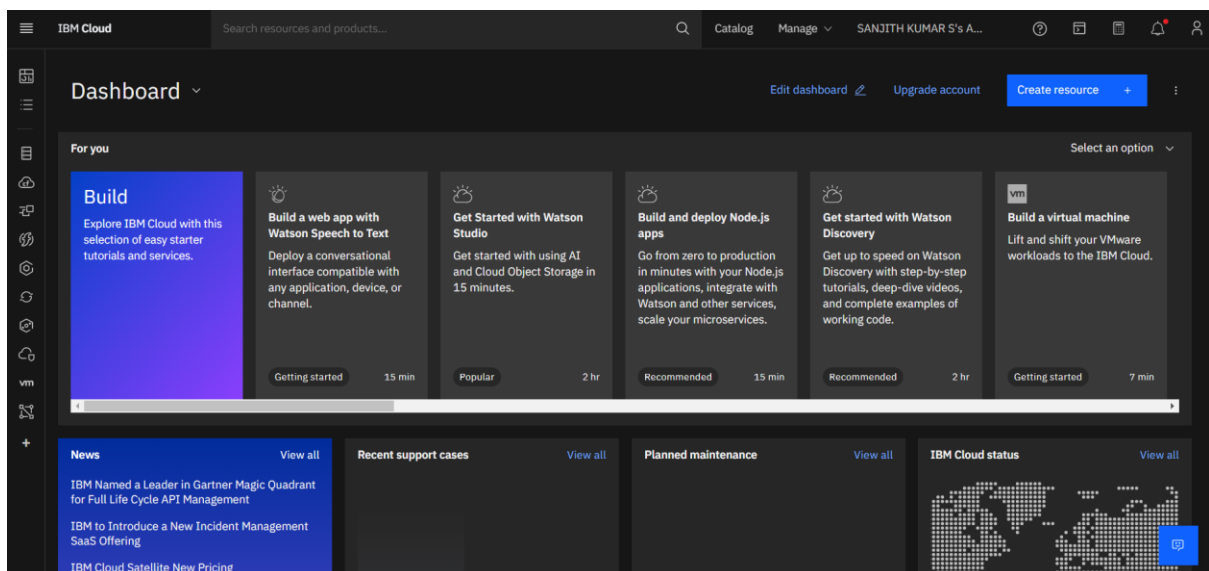 IBM Cloud
Search resources and products...
Catalog
Manage
SANJITH KUMAR S's A...
Dashboard
Edit dashboard
Upgrade account
Create resource +
For you
Select an option
Build
Explore IBM Cloud with this
selection of easy starter
tutorials and services.
Build a web app with
Watson Speech to Text
Deploy a conversational
interface compatible with
any application, device, or
channel.
Getting started
15 min
Get Started with Watson
Studio
Get started with using AI
and Cloud Object Storage in
15 minutes.
Popular
2 hr
Build and deploy Node.js
apps
Go from zero to production
in minutes with your Node.js
applications, integrate with
Watson and other services,
scale your microservices.
Recommended
15 min
Get started with Watson
Discovery
Get up to speed on Watson
Discovery with step-by-step
tutorials, deep-dive videos,
and complete examples of
working code.
Recommended
2 hr
vm
Build a virtual machine
Lift and shift your VMware
workloads to the IBM Cloud.
Getting started
7 min
vm
News
View all
IBM Named a Leader in Gartner Magic Quadrant
for Full Life Cycle API Management
IBM to Introduce a New Incident Management
SaaS Offering
IBM Cloud Satellite New Pricing
Recent support cases
View all
Planned maintenance
View all
IBM Cloud status
View all